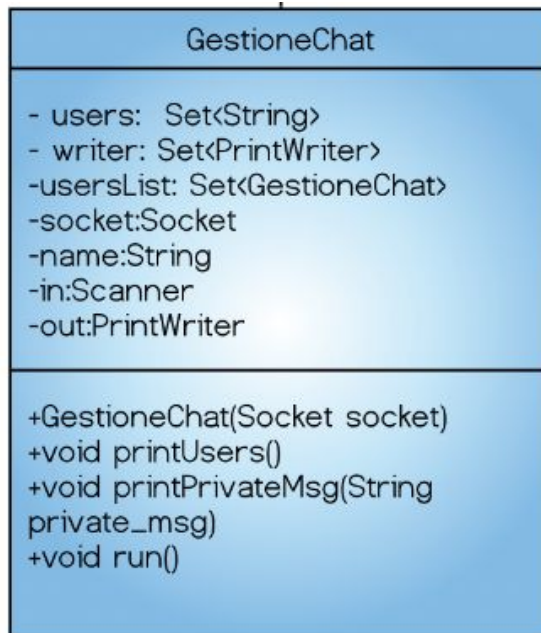 GestioneChat
- users: Set<String>
- writer: Set<PrintWriter>
-usersList: Set<GestioneChat>
-socket:Socket
-name:String
-in:Scanner
-out:PrintWriter
+GestioneChat(Socket socket)
+void printUsers()
+void printPrivateMsg(String
private_msg)
+void run()